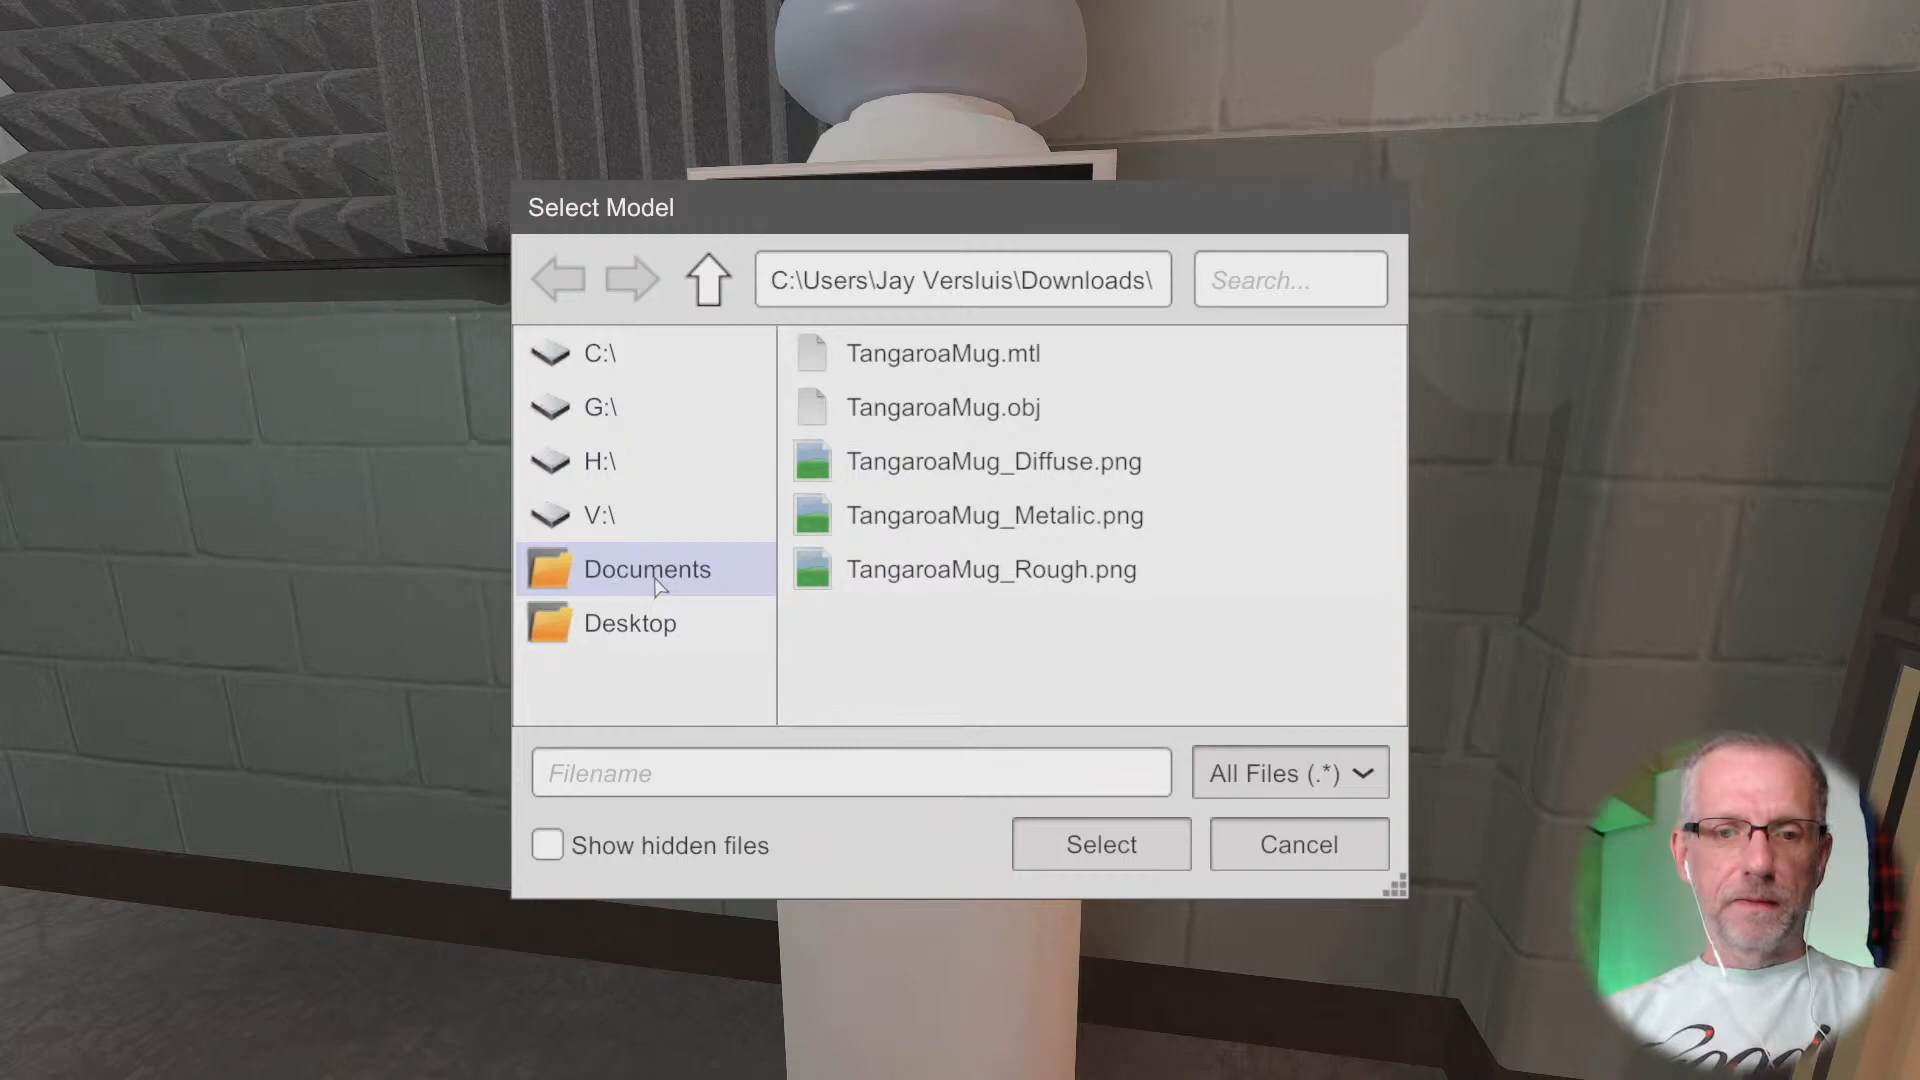 Select Model
C:\Users\Jay Versluis\Downloads\
Search...
C:\
G:\
H:\
V:\
Documents
Desktop
TangaroaMug.mtl
TangaroaMug.obj
TangaroaMug_Diffuse.png
TangaroaMug_Metalic.png
TangaroaMug_Rough.png
Filename
All Files (.*)
Show hidden files
Select
Cancel
Good